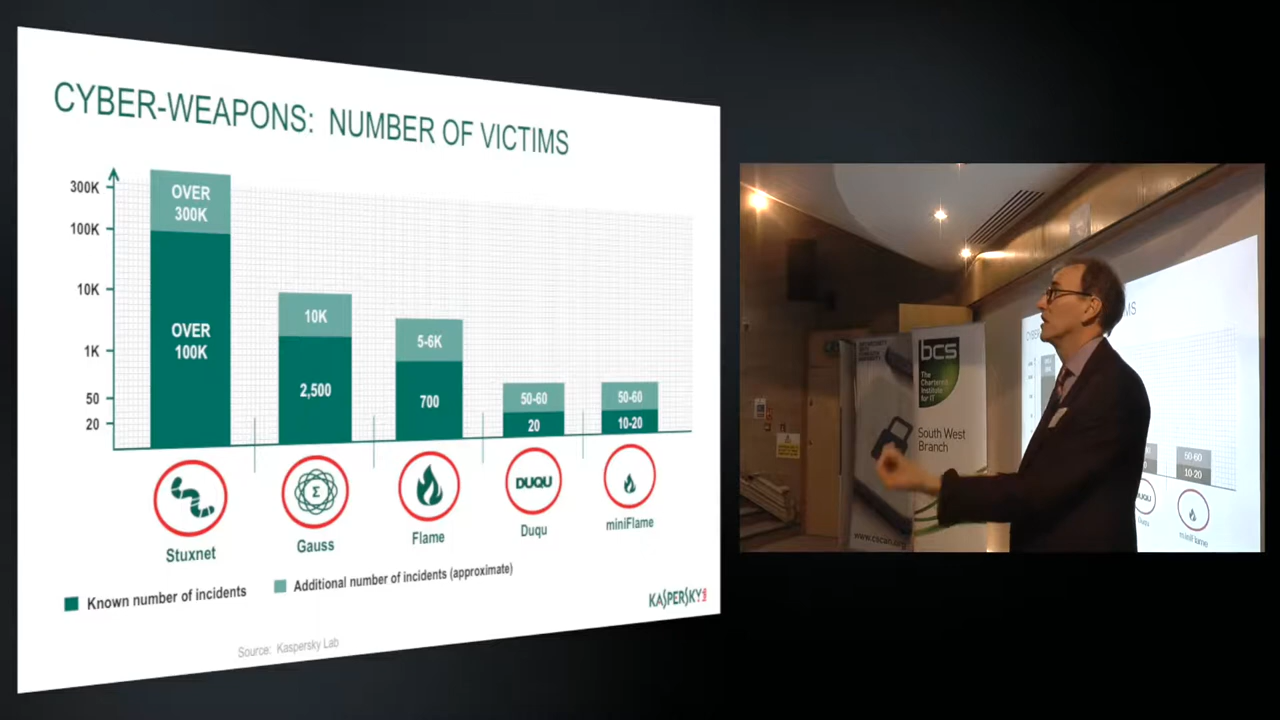 CYBER-WEAPONS: NUMBER OF VICTIMS
300K
100K
10K
1K
50
20
OVER
300K
OVER
100K
10K
2,500
5-6K
700
50-60
20
50-60
10-20
Σ
DUQU
Stuxnet
Gauss
Flame
Duqu
miniFlame
Known number of incidents
Additional number of incidents (approximate)
KASPERSKY
Source: Kaspersky Lab
bcs
The
Chartered
Institute
for IT
South West
Branch
50-60
10-20
miniFlame